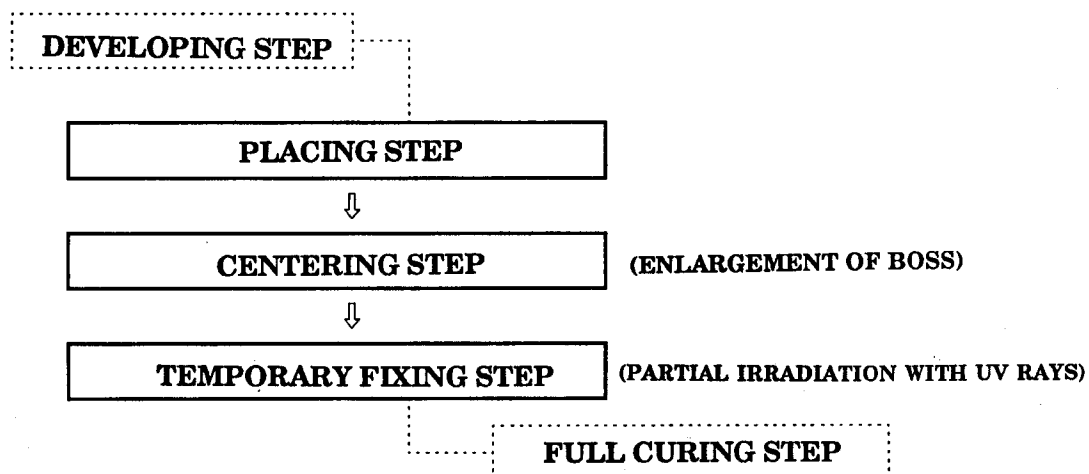 DEVELOPING STEP
PLACING STEP
CENTERING STEP (ENLARGEMENT OF BOSS)
TEMPORARY FIXING STEP (PARTIAL IRRADIATION WITH UV RAYS)
FULL CURING STEP